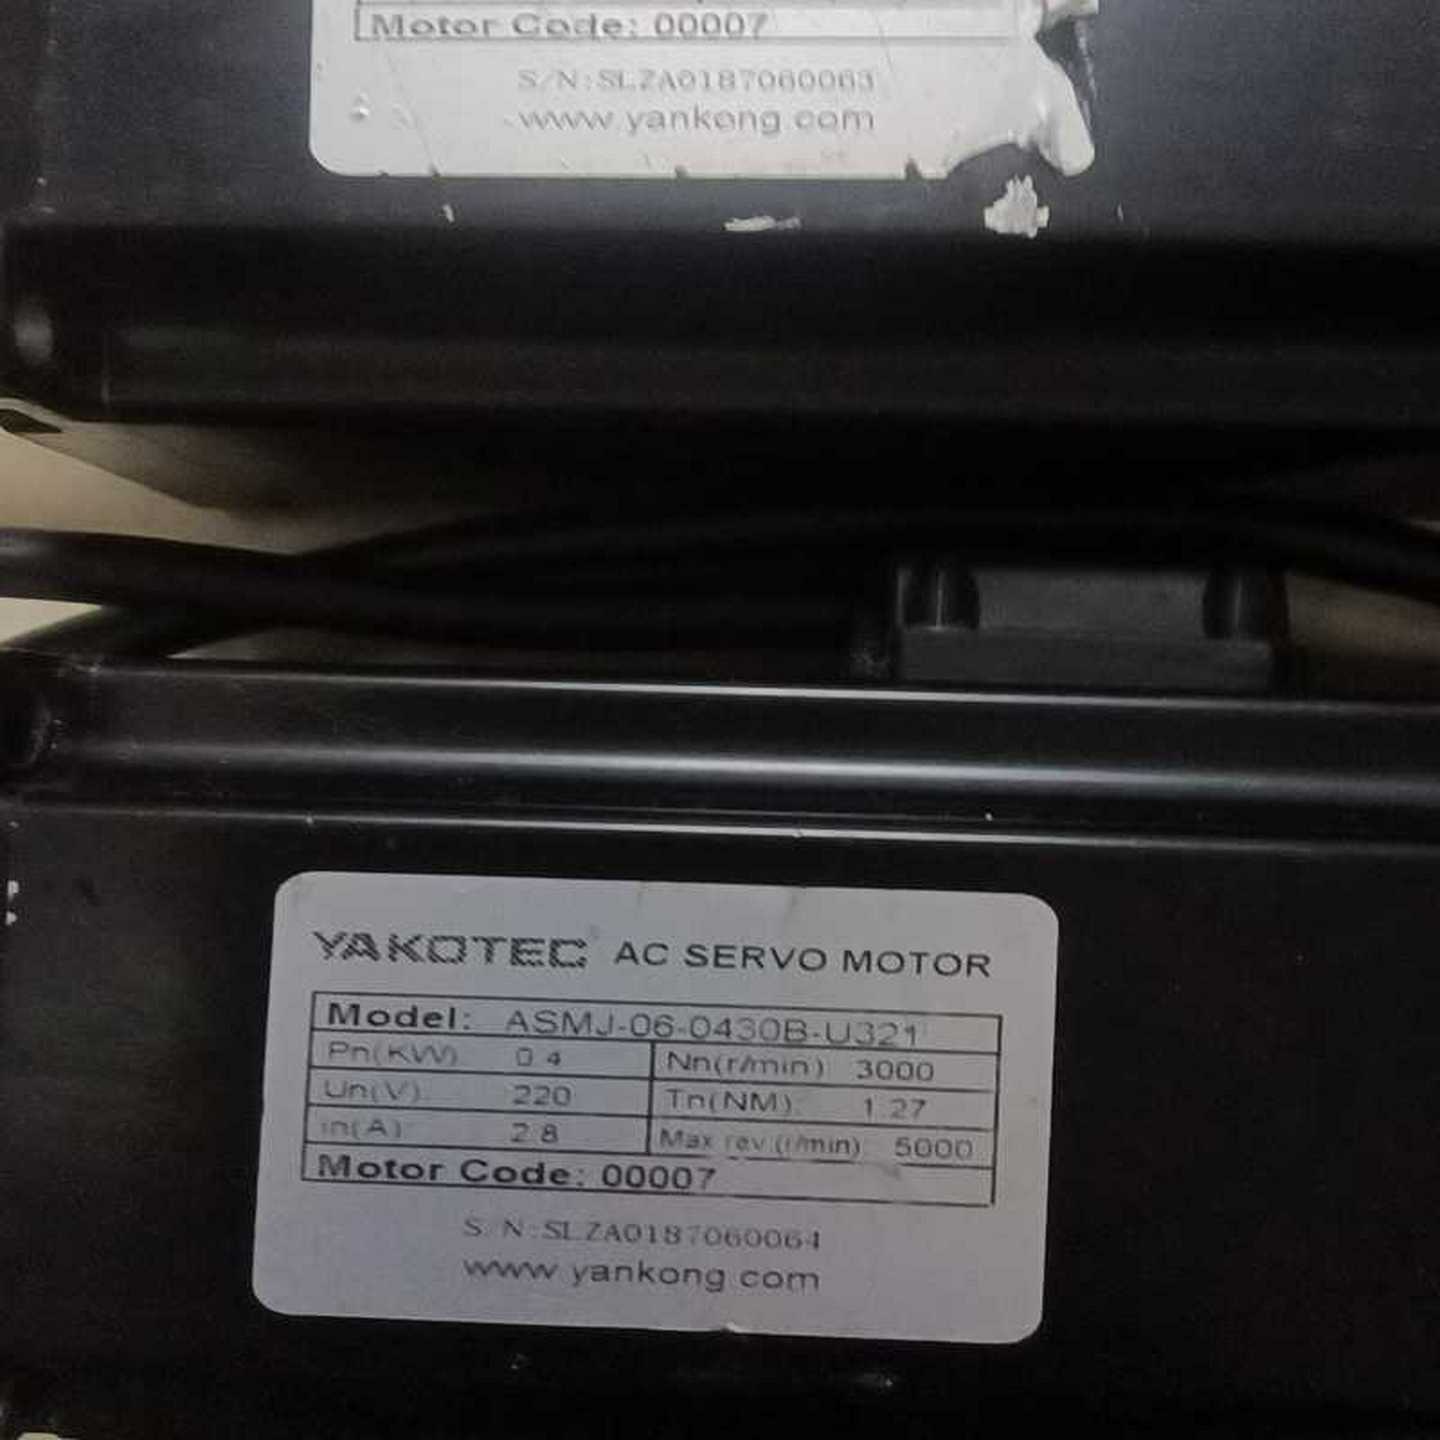 Motor Code: 00007
S/N:SLZA0187060063
www.yankong.com
YAKOTEC AC SERVO MOTOR
Model: ASMJ-06-0430B-U321
Pn(KW): 0.4 Nn(r/min): 3000
Un(V): 220 Tn(NM): 1.27
In(A): 2.8 Max rev.(r/min): 5000
Motor Code: 00007
S/N:SLZA0187060064
www.yankong.com